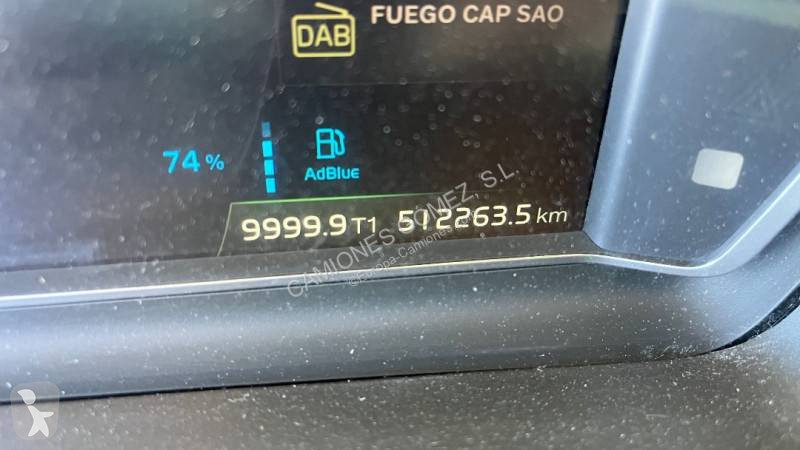 FUEGO CAP SAO
DAB
74%
AdBlue
9999.9 T1 512263.5 km
CAMIONES GÓMEZ, S.L.